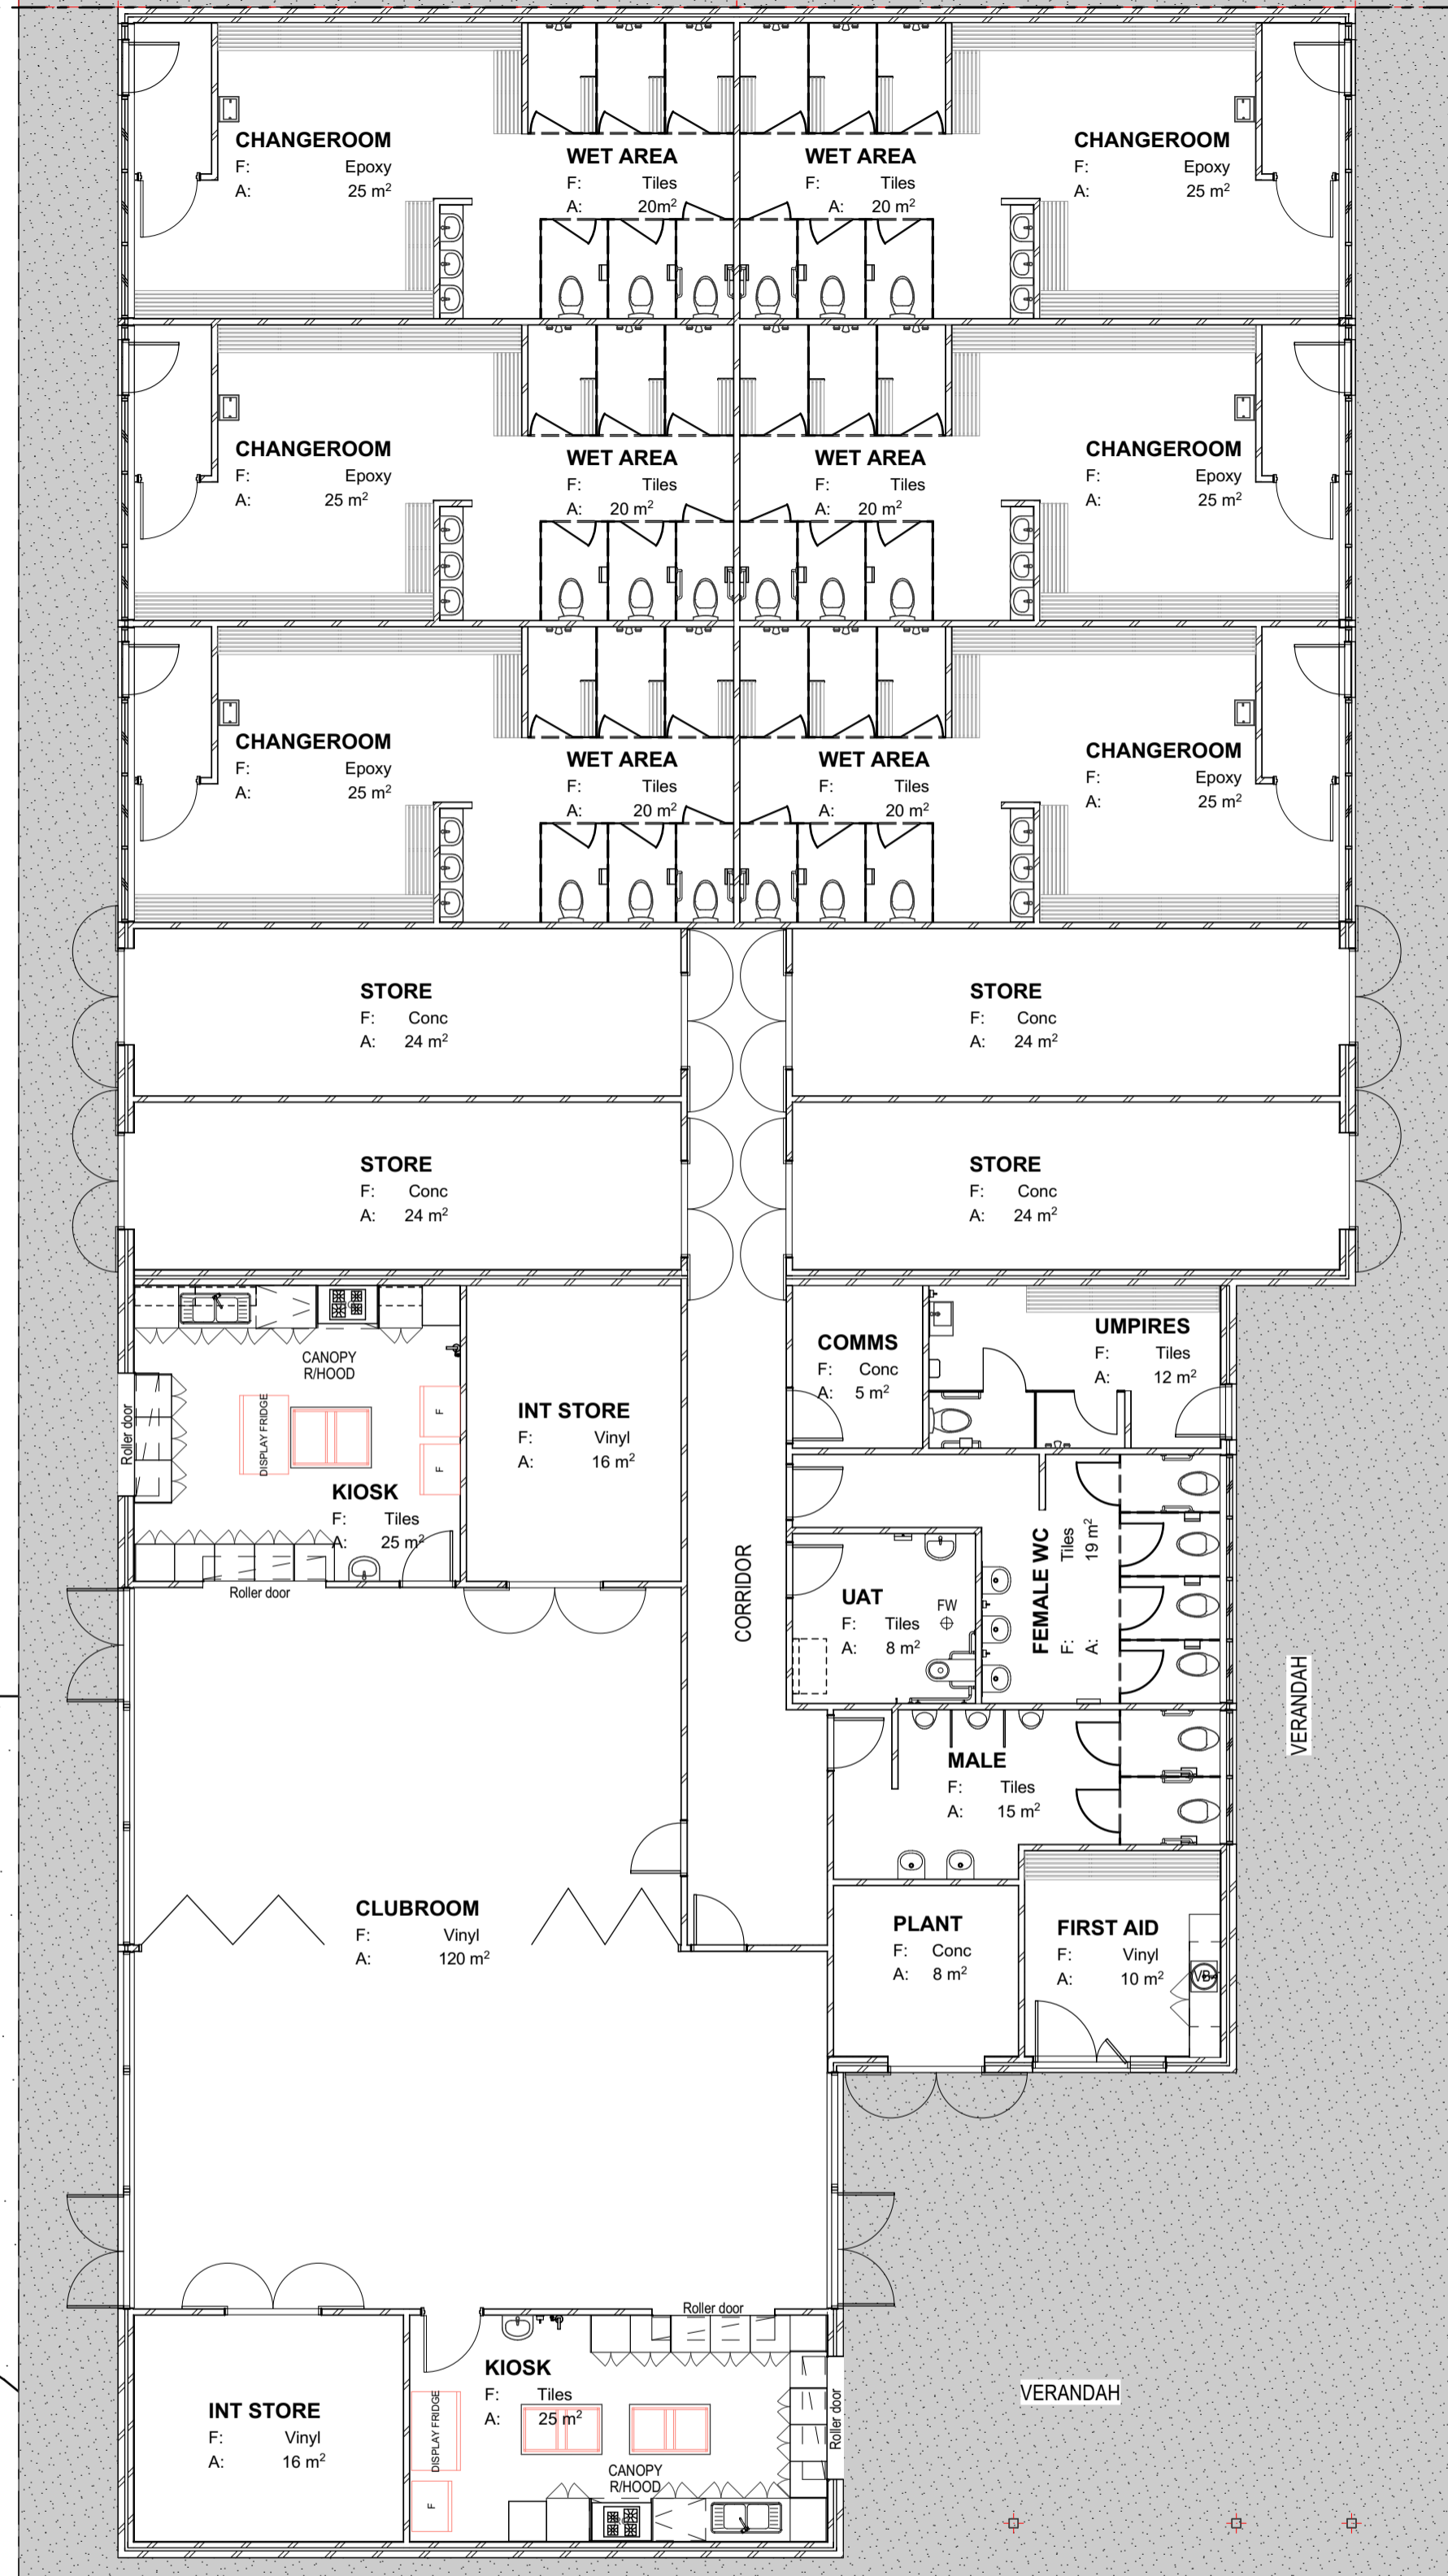 CHANGEROOM
F: Epoxy
A: 25 m²
WET AREA
F: Tiles
A: 20m²
WET AREA
F: Tiles
A: 20 m²
CHANGEROOM
F: Epoxy
A: 25 m²
CHANGEROOM
F: Epoxy
A: 25 m²
WET AREA
F: Tiles
A: 20 m²
WET AREA
F: Tiles
A: 20 m²
CHANGEROOM
F: Epoxy
A: 25 m²
CHANGEROOM
F: Epoxy
A: 25 m²
WET AREA
F: Tiles
A: 20 m²
WET AREA
F: Tiles
A: 20 m²
CHANGEROOM
F: Epoxy
A: 25 m²
STORE
F: Conc
A: 24 m²
STORE
F: Conc
A: 24 m²
STORE
F: Conc
A: 24 m²
STORE
F: Conc
A: 24 m²
CANOPY
R/HOOD
Roller door
DISPLAY FRIDGE
F
F
KIOSK
F: Tiles
A: 25 m²
Roller door
INT STORE
F: Vinyl
A: 16 m²
COMMS
F: Conc
A: 5 m²
UMPIRES
F: Tiles
A: 12 m²
CORRIDOR
UAT
F: Tiles
A: 8 m²
FW
FEMALE WC
F: Tiles
A: 19 m²
VERANDAH
MALE
F: Tiles
A: 15 m²
CLUBROOM
F: Vinyl
A: 120 m²
PLANT
F: Conc
A: 8 m²
FIRST AID
F: Vinyl
A: 10 m²
VB
Roller door
KIOSK
F: Tiles
A: 25 m²
DISPLAY FRIDGE
F
CANOPY
R/HOOD
Roller door
INT STORE
F: Vinyl
A: 16 m²
VERANDAH